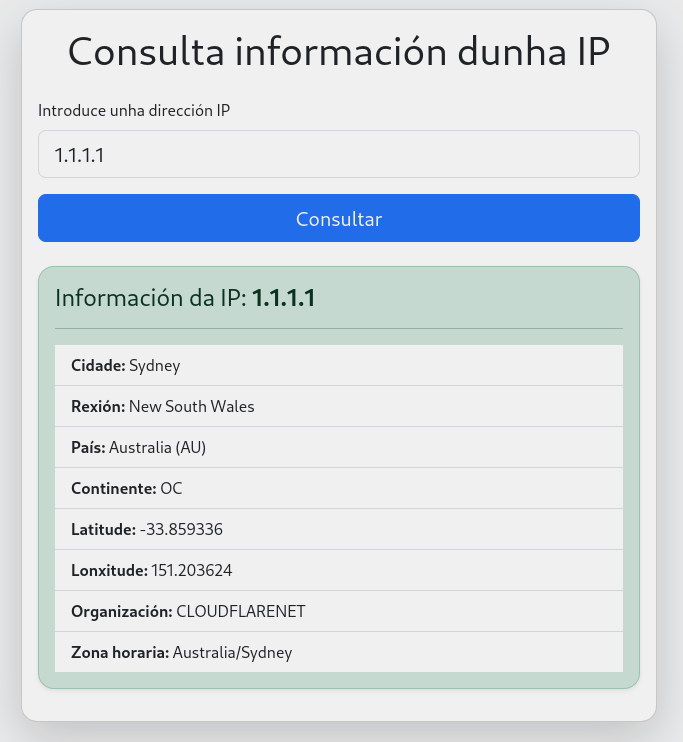 Consulta información dunha IP
Introduce unha dirección IP
1.1.1.1
Consultar
Información da IP: 1.1.1.1
Cidade: Sydney
Rexión: New South Wales
País: Australia (AU)
Continente: OC
Latitude: -33.859336
Lonxitude: 151.203624
Organización: CLOUDFLARENET
Zona horaria: Australia/Sydney